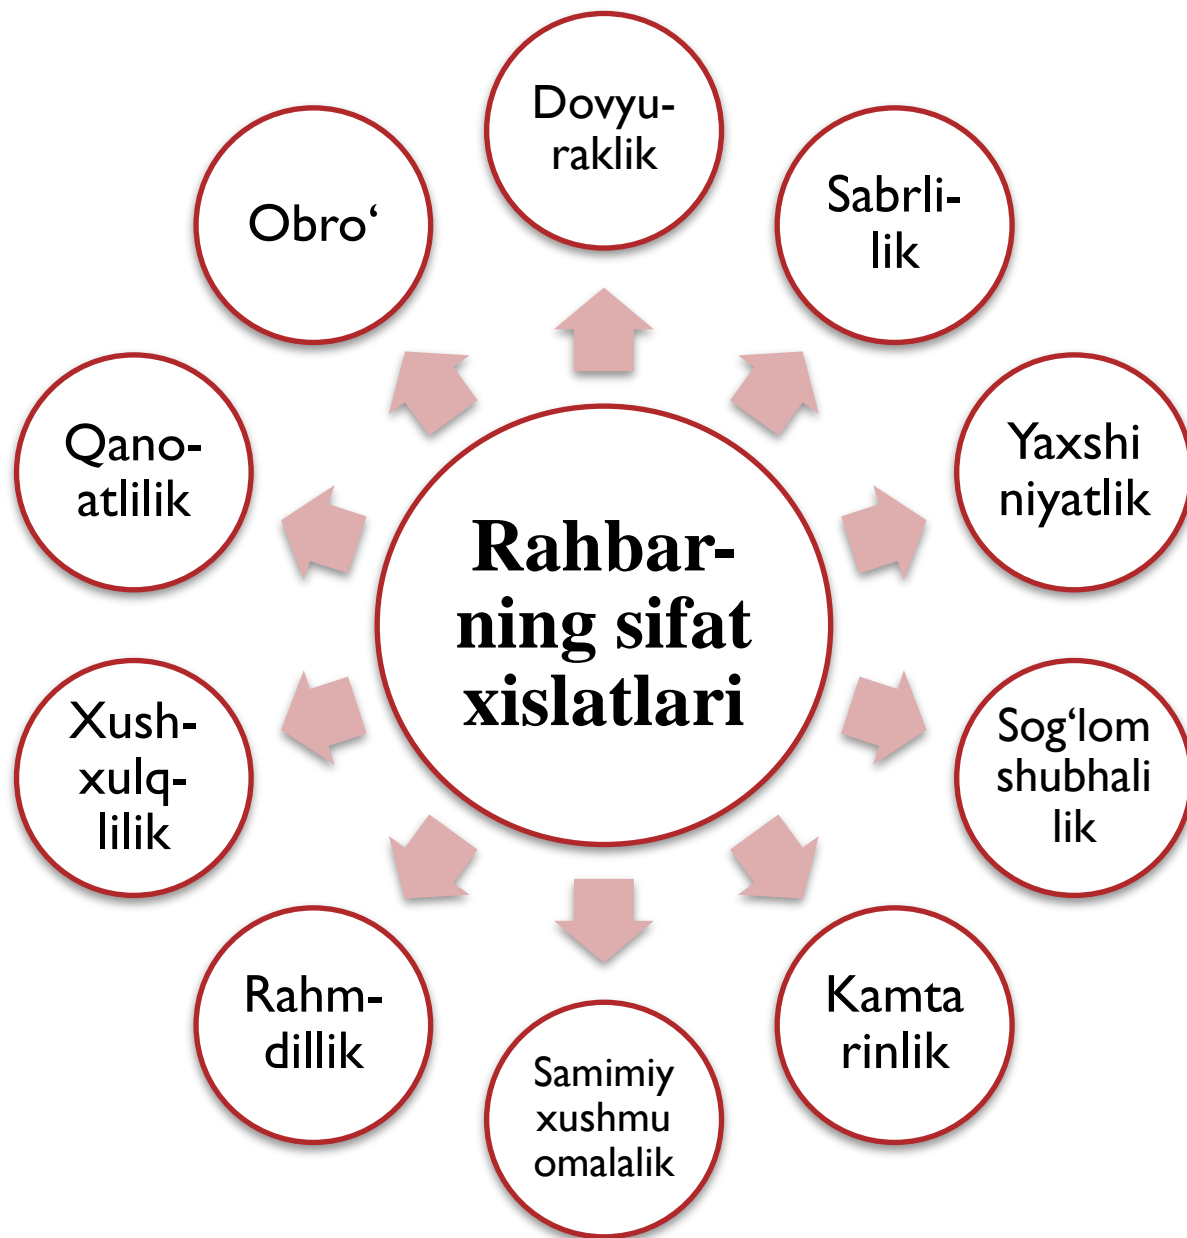 Dovyu-
raklik
Sabrli-
lik
Yaxshi
niyatlik
Sog‘lom
shubhali
lik
Kamta
rinlik
Samimiy
xushmu
omalalik
Rahm-
dillik
Xush-
xulq-
lilik
Qano-
atlilik
Obro‘
Rahbar-
ning sifat
xislatlari